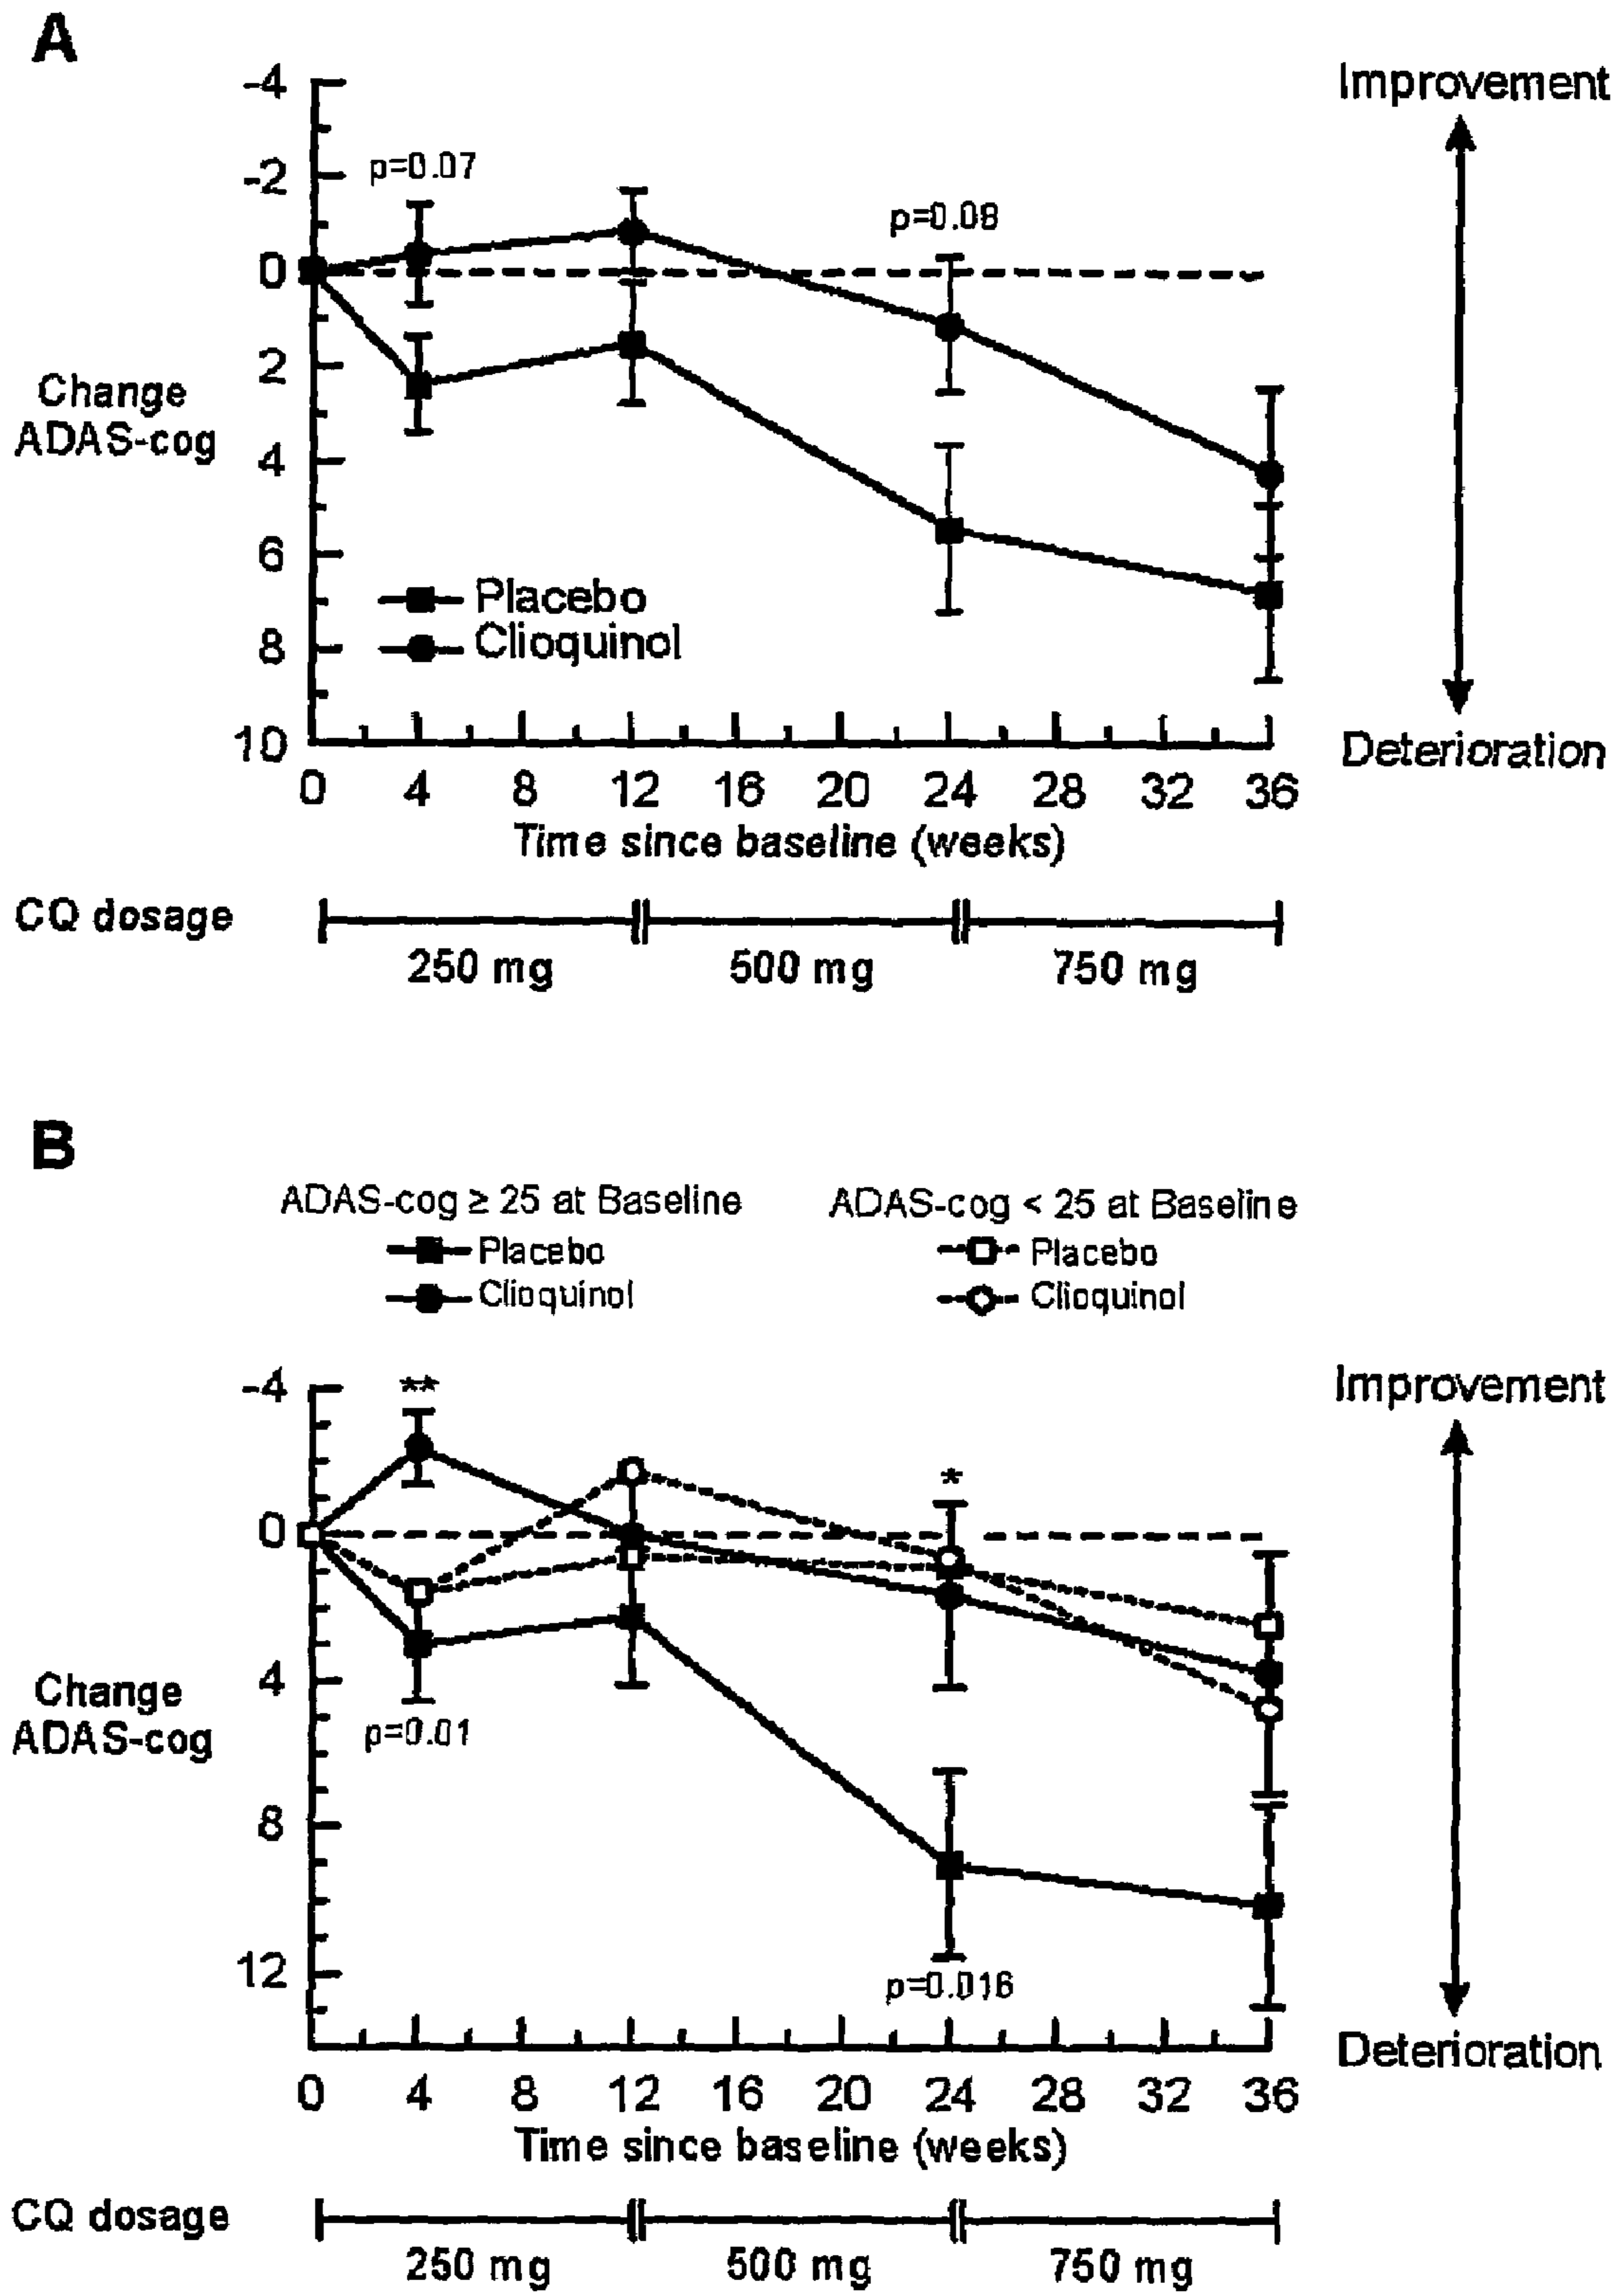 A
Improvement
-4
-2
0
2
4
6
8
10
p=0.07
p=0.08
Change
ADAS-cog
Placebo
Clioquinol
Deterioration
0 4 8 12 16 20 24 28 32 36
Time since baseline (weeks)
CQ dosage
250 mg 500 mg 750 mg
B
ADAS-cog ≥ 25 at Baseline ADAS-cog < 25 at Baseline
Placebo Placebo
Clioquinol Clioquinol
Improvement
-4
0
4
8
12
**
*
Change
ADAS-cog
p=0.01
p=0.016
Deterioration
0 4 8 12 16 20 24 28 32 36
Time since baseline (weeks)
CQ dosage
250 mg 500 mg 750 mg